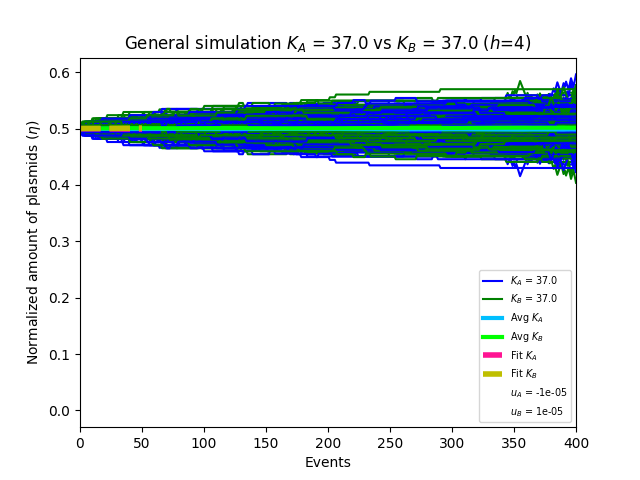 General simulation K_A = 37.0 vs K_B = 37.0 (h=4)
Normalized amount of plasmids (η)
0.6
0.5
0.4
0.3
0.2
0.1
0.0
K_A = 37.0
K_B = 37.0
Avg K_A
Avg K_B
Fit K_A
Fit K_B
u_A = -1e-05
u_B = 1e-05
0 50 100 150 200 250 300 350 400
Events